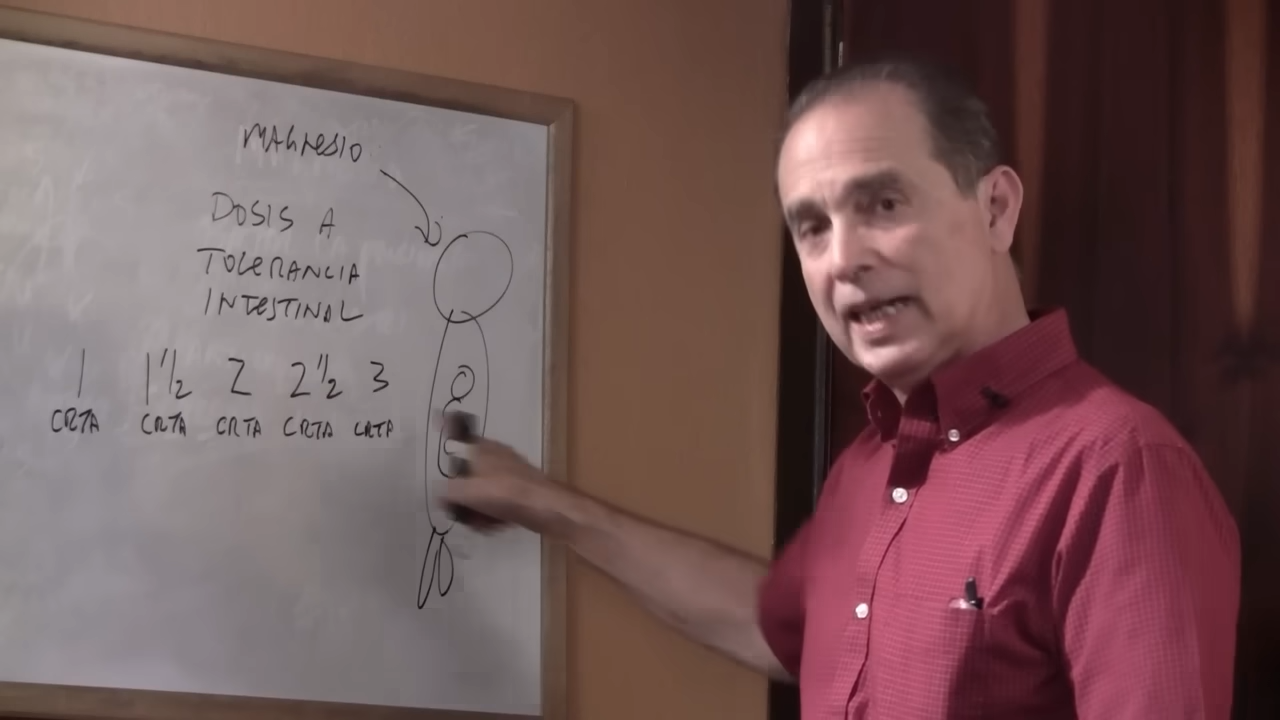 MAGNESIO
DOSIS A
TOLERANCIA
INTESTINAL
1 1½ 2 2½ 3
CRTA CRTA CRTA CRTA CRTA